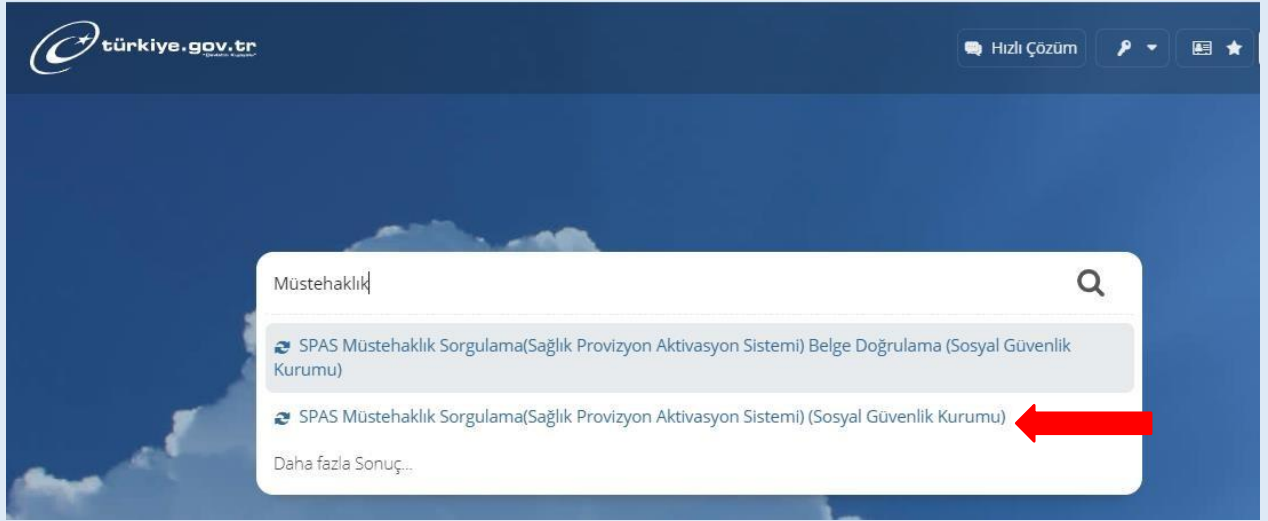 türkiye.gov.tr
Hızlı Çözüm
Müstehaklık
SPAS Müstehaklık Sorgulama(Sağlık Provizyon Aktivasyon Sistemi) Belge Doğrulama (Sosyal Güvenlik
Kurumu)
SPAS Müstehaklık Sorgulama(Sağlık Provizyon Aktivasyon Sistemi) (Sosyal Güvenlik Kurumu)
Daha fazla Sonuç...